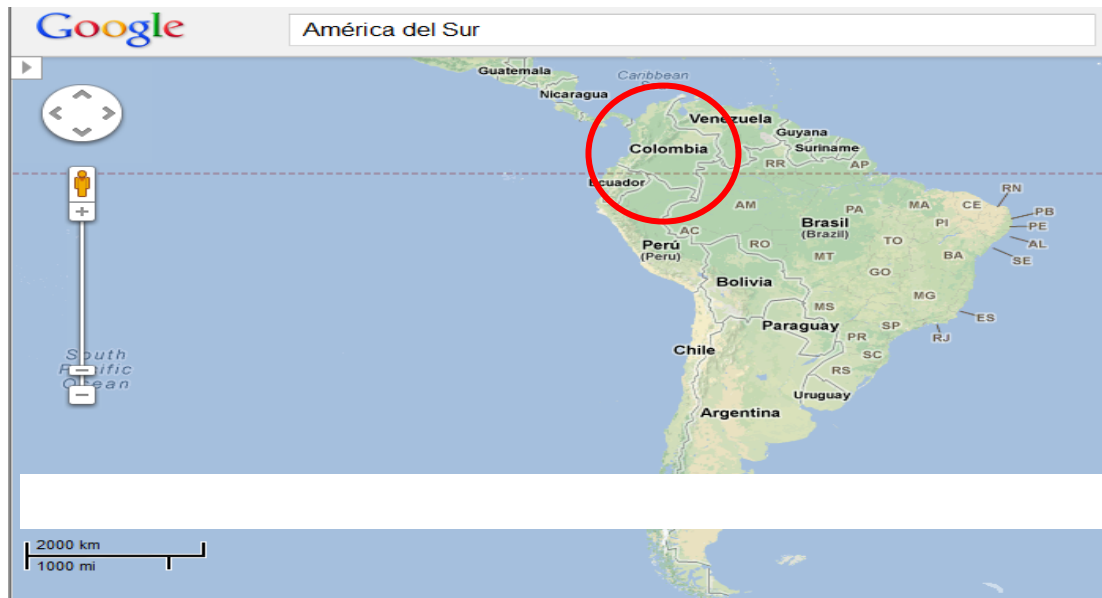 Google
América del Sur
Guatemala
Caribbean
Nicaragua
Venezuela
Guyana
Colombia
Suriname
RR
AP
Ecuador
RN
AM
PA
MA
CE
PB
Brasil
PI
PE
(Brazil)
AC
Perú
RO
TO
AL
(Peru)
MT
BA
SE
GO
Bolivia
MG
MS
ES
Paraguay
SP
PR
RJ
Chile
SC
South
Pacific
Ocean
RS
Uruguay
Argentina
2000 km
1000 mi